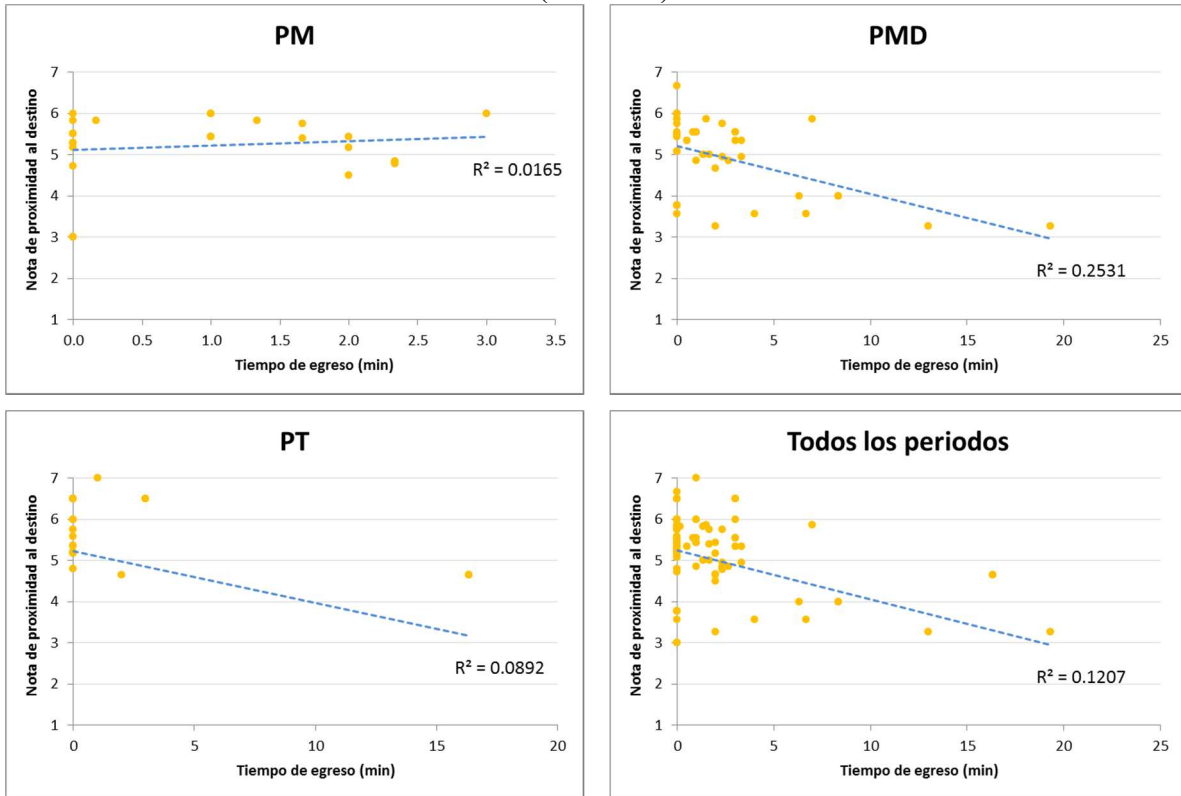 PM
7
6
5
4
3
2
1
Nota de proximidad al destino
R² = 0.0165
0.0 0.5 1.0 1.5 2.0 2.5 3.0 3.5
Tiempo de egreso (min)
PMD
7
6
5
4
3
2
1
Nota de proximidad al destino
R² = 0.2531
0 5 10 15 20 25
Tiempo de egreso (min)
PT
7
6
5
4
3
2
1
Nota de proximidad al destino
R² = 0.0892
0 5 10 15 20
Tiempo de egreso (min)
Todos los periodos
7
6
5
4
3
2
1
Nota de proximidad al destino
R² = 0.1207
0 5 10 15 20 25
Tiempo de egreso (min)